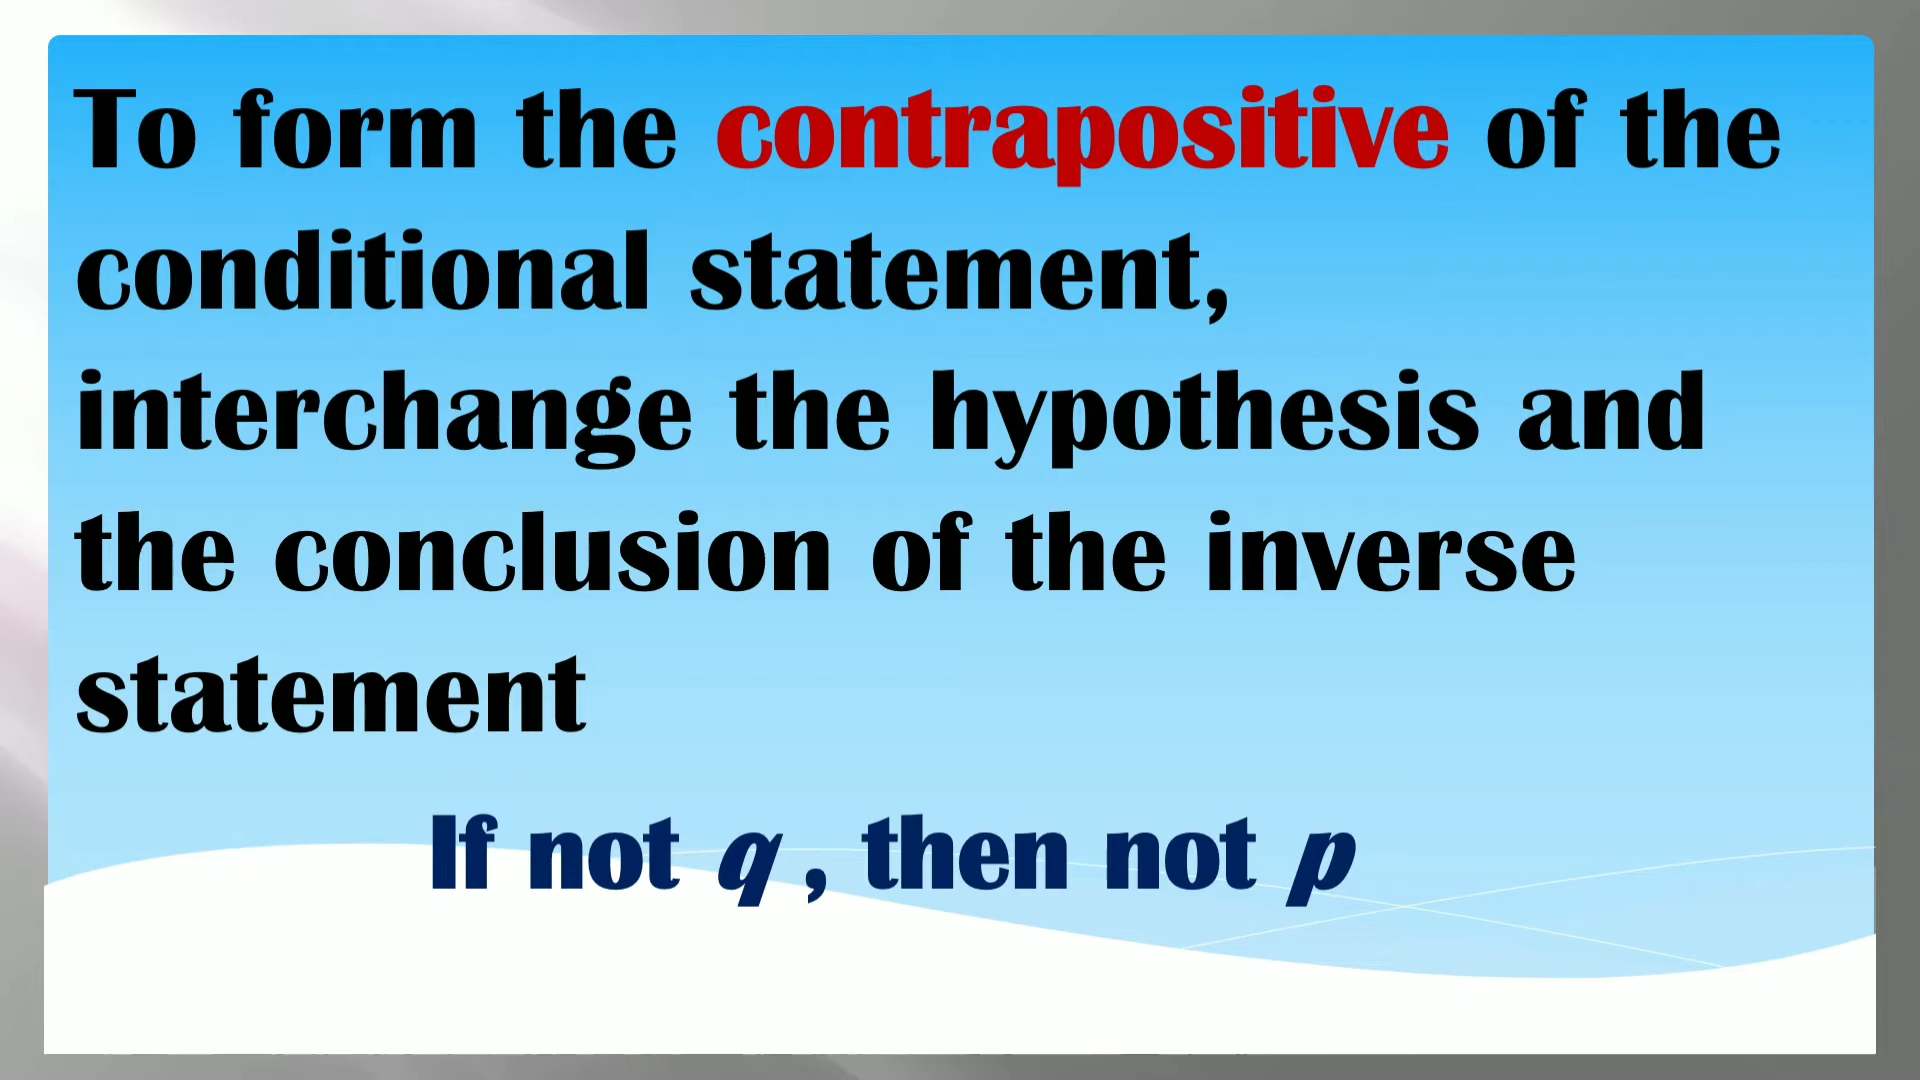 To form the contrapositive of the
conditional statement,
interchange the hypothesis and
the conclusion of the inverse
statement
If not q , then not p